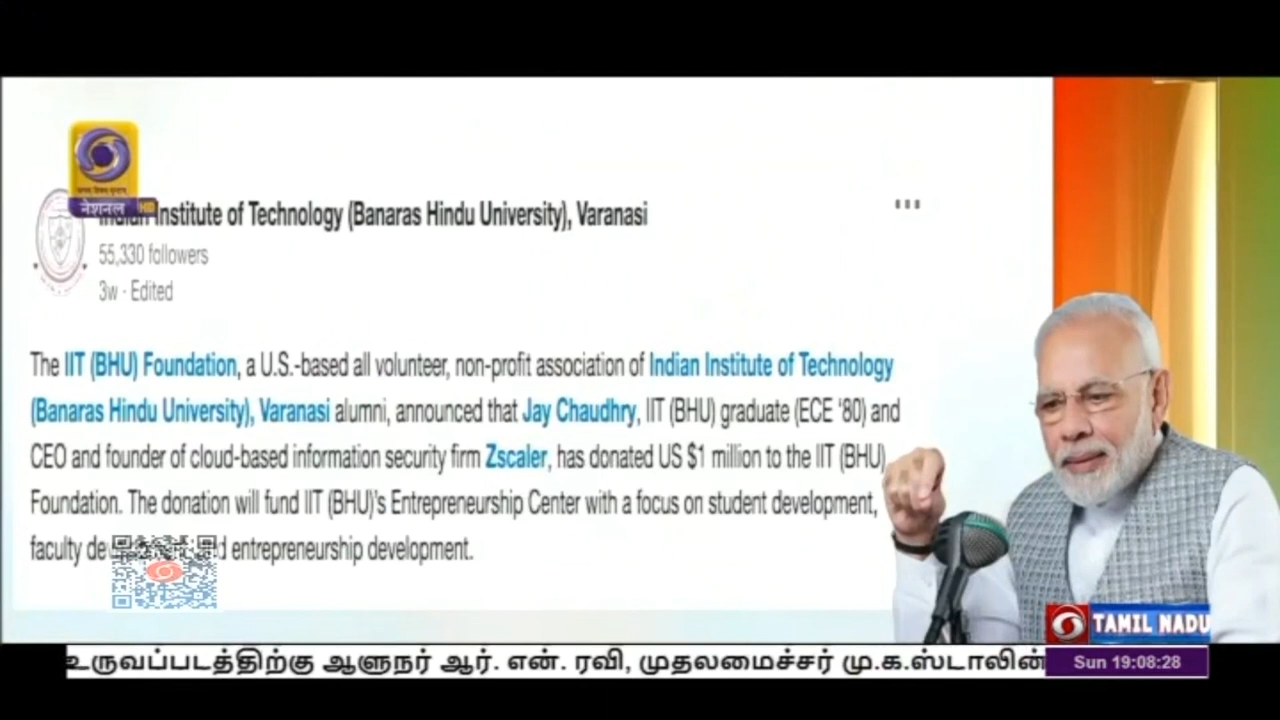 नेशनल HD
Indian Institute of Technology (Banaras Hindu University), Varanasi
55,330 followers
3w · Edited
The IIT (BHU) Foundation, a U.S.-based all volunteer, non-profit association of Indian Institute of Technology
(Banaras Hindu University), Varanasi alumni, announced that Jay Chaudhry, IIT (BHU) graduate (ECE '80) and
CEO and founder of cloud-based information security firm Zscaler, has donated US $1 million to the IIT (BHU)
Foundation. The donation will fund IIT (BHU)'s Entrepreneurship Center with a focus on student development,
faculty entrepreneurship development.
TAMIL NADU
உருவப்படத்திற்கு ஆளுநர் ஆர். என். ரவி, முதலமைச்சர் மு.க.ஸ்டாலின்
Sun 19:08:28